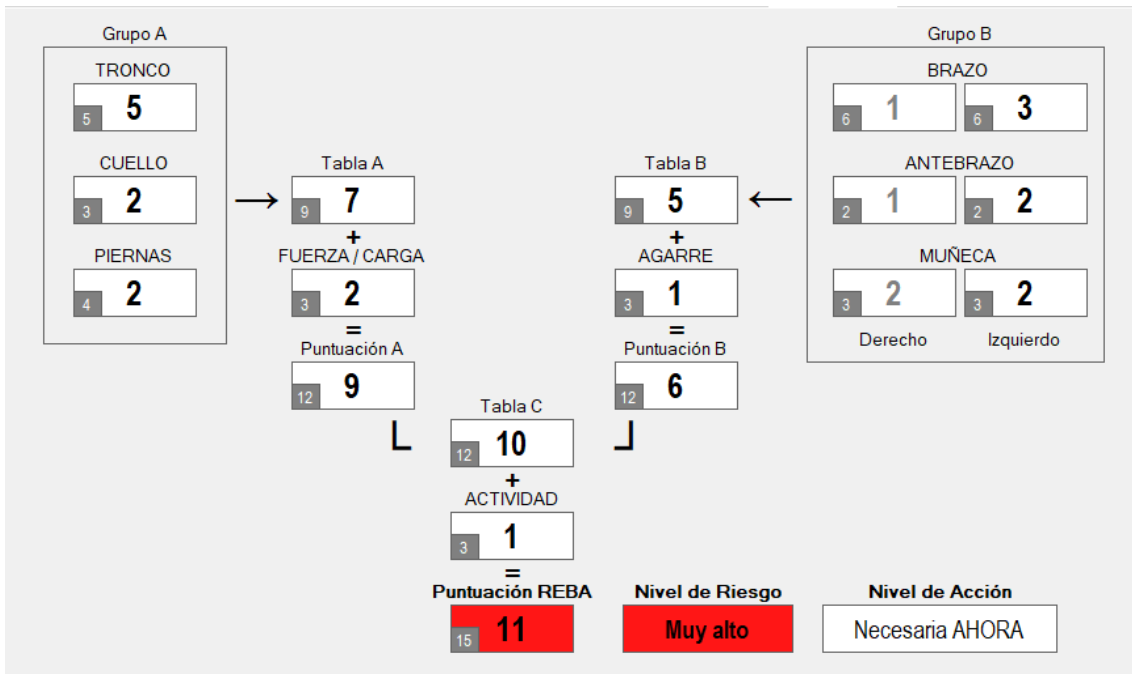 Grupo A
TRONCO
5 5
CUELLO
3 2
PIERNAS
4 2
Tabla A
9 7
+
FUERZA / CARGA
3 2
=
Puntuación A
12 9
Grupo B
BRAZO
6 1 6 3
ANTEBRAZO
2 1 2 2
MUÑECA
3 2 3 2
Derecho Izquierdo
Tabla B
9 5
+
AGARRE
3 1
=
Puntuación B
12 6
Tabla C
12 10
+
ACTIVIDAD
3 1
=
Puntuación REBA
15 11
Nivel de Riesgo
Muy alto
Nivel de Acción
Necesaria AHORA